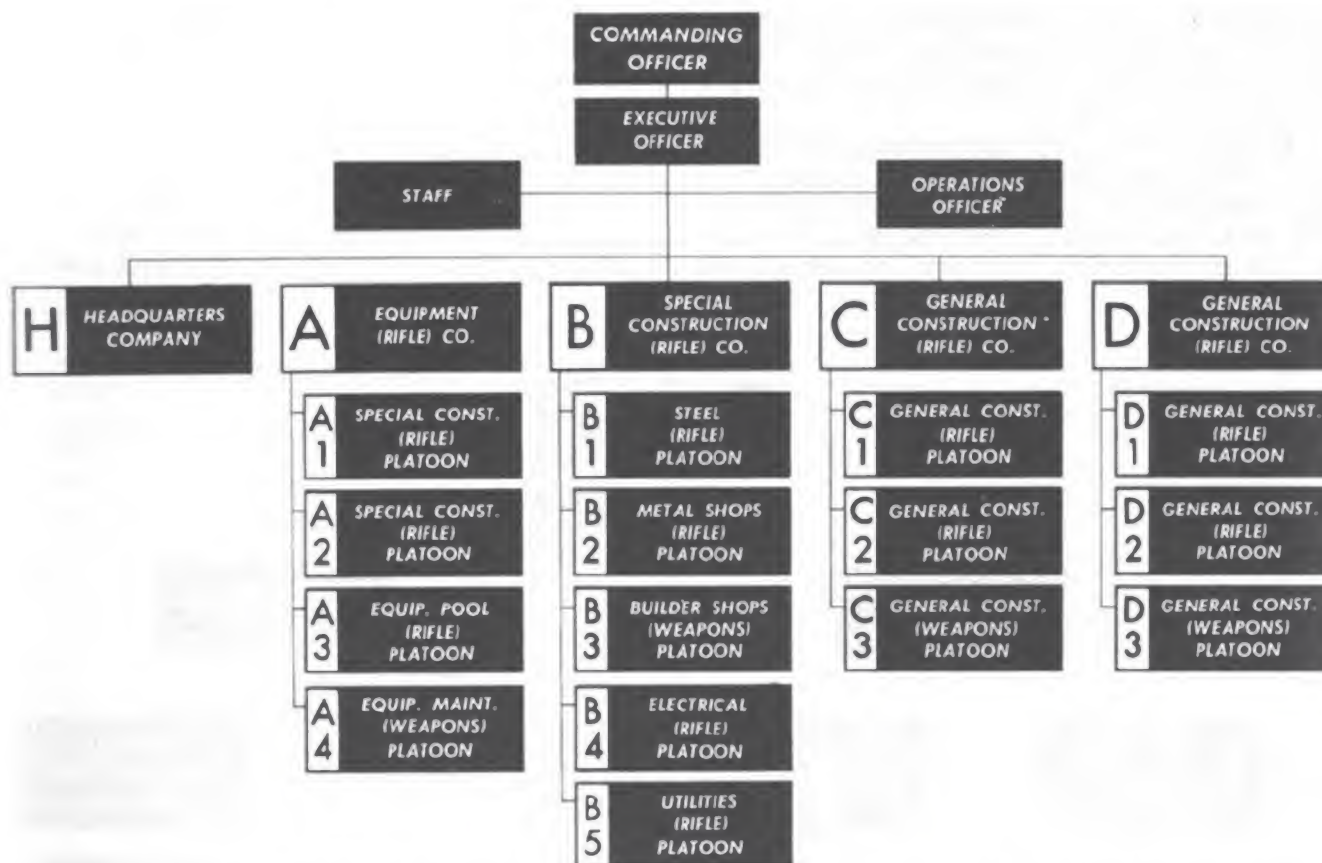 COMMANDING
OFFICER
EXECUTIVE
OFFICER
STAFF
OPERATIONS
OFFICER
H
HEADQUARTERS
COMPANY
A
EQUIPMENT
(RIFLE) CO.
B
SPECIAL
CONSTRUCTION
(RIFLE) CO.
C
GENERAL
CONSTRUCTION
(RIFLE) CO.
D
GENERAL
CONSTRUCTION
(RIFLE) CO.
A
1
SPECIAL CONST.
(RIFLE)
PLATOON
A
2
SPECIAL CONST.
(RIFLE)
PLATOON
A
3
EQUIP. POOL
(RIFLE)
PLATOON
A
4
EQUIP. MAINT.
(WEAPONS)
PLATOON
B
1
STEEL
(RIFLE)
PLATOON
B
2
METAL SHOPS
(RIFLE)
PLATOON
B
3
BUILDER SHOPS
(WEAPONS)
PLATOON
B
4
ELECTRICAL
(RIFLE)
PLATOON
B
5
UTILITIES
(RIFLE)
PLATOON
C
1
GENERAL CONST.
(RIFLE)
PLATOON
C
2
GENERAL CONST.
(RIFLE)
PLATOON
C
3
GENERAL CONST.
(WEAPONS)
PLATOON
D
1
GENERAL CONST.
(RIFLE)
PLATOON
D
2
GENERAL CONST.
(RIFLE)
PLATOON
D
3
GENERAL CONST.
(WEAPONS)
PLATOON